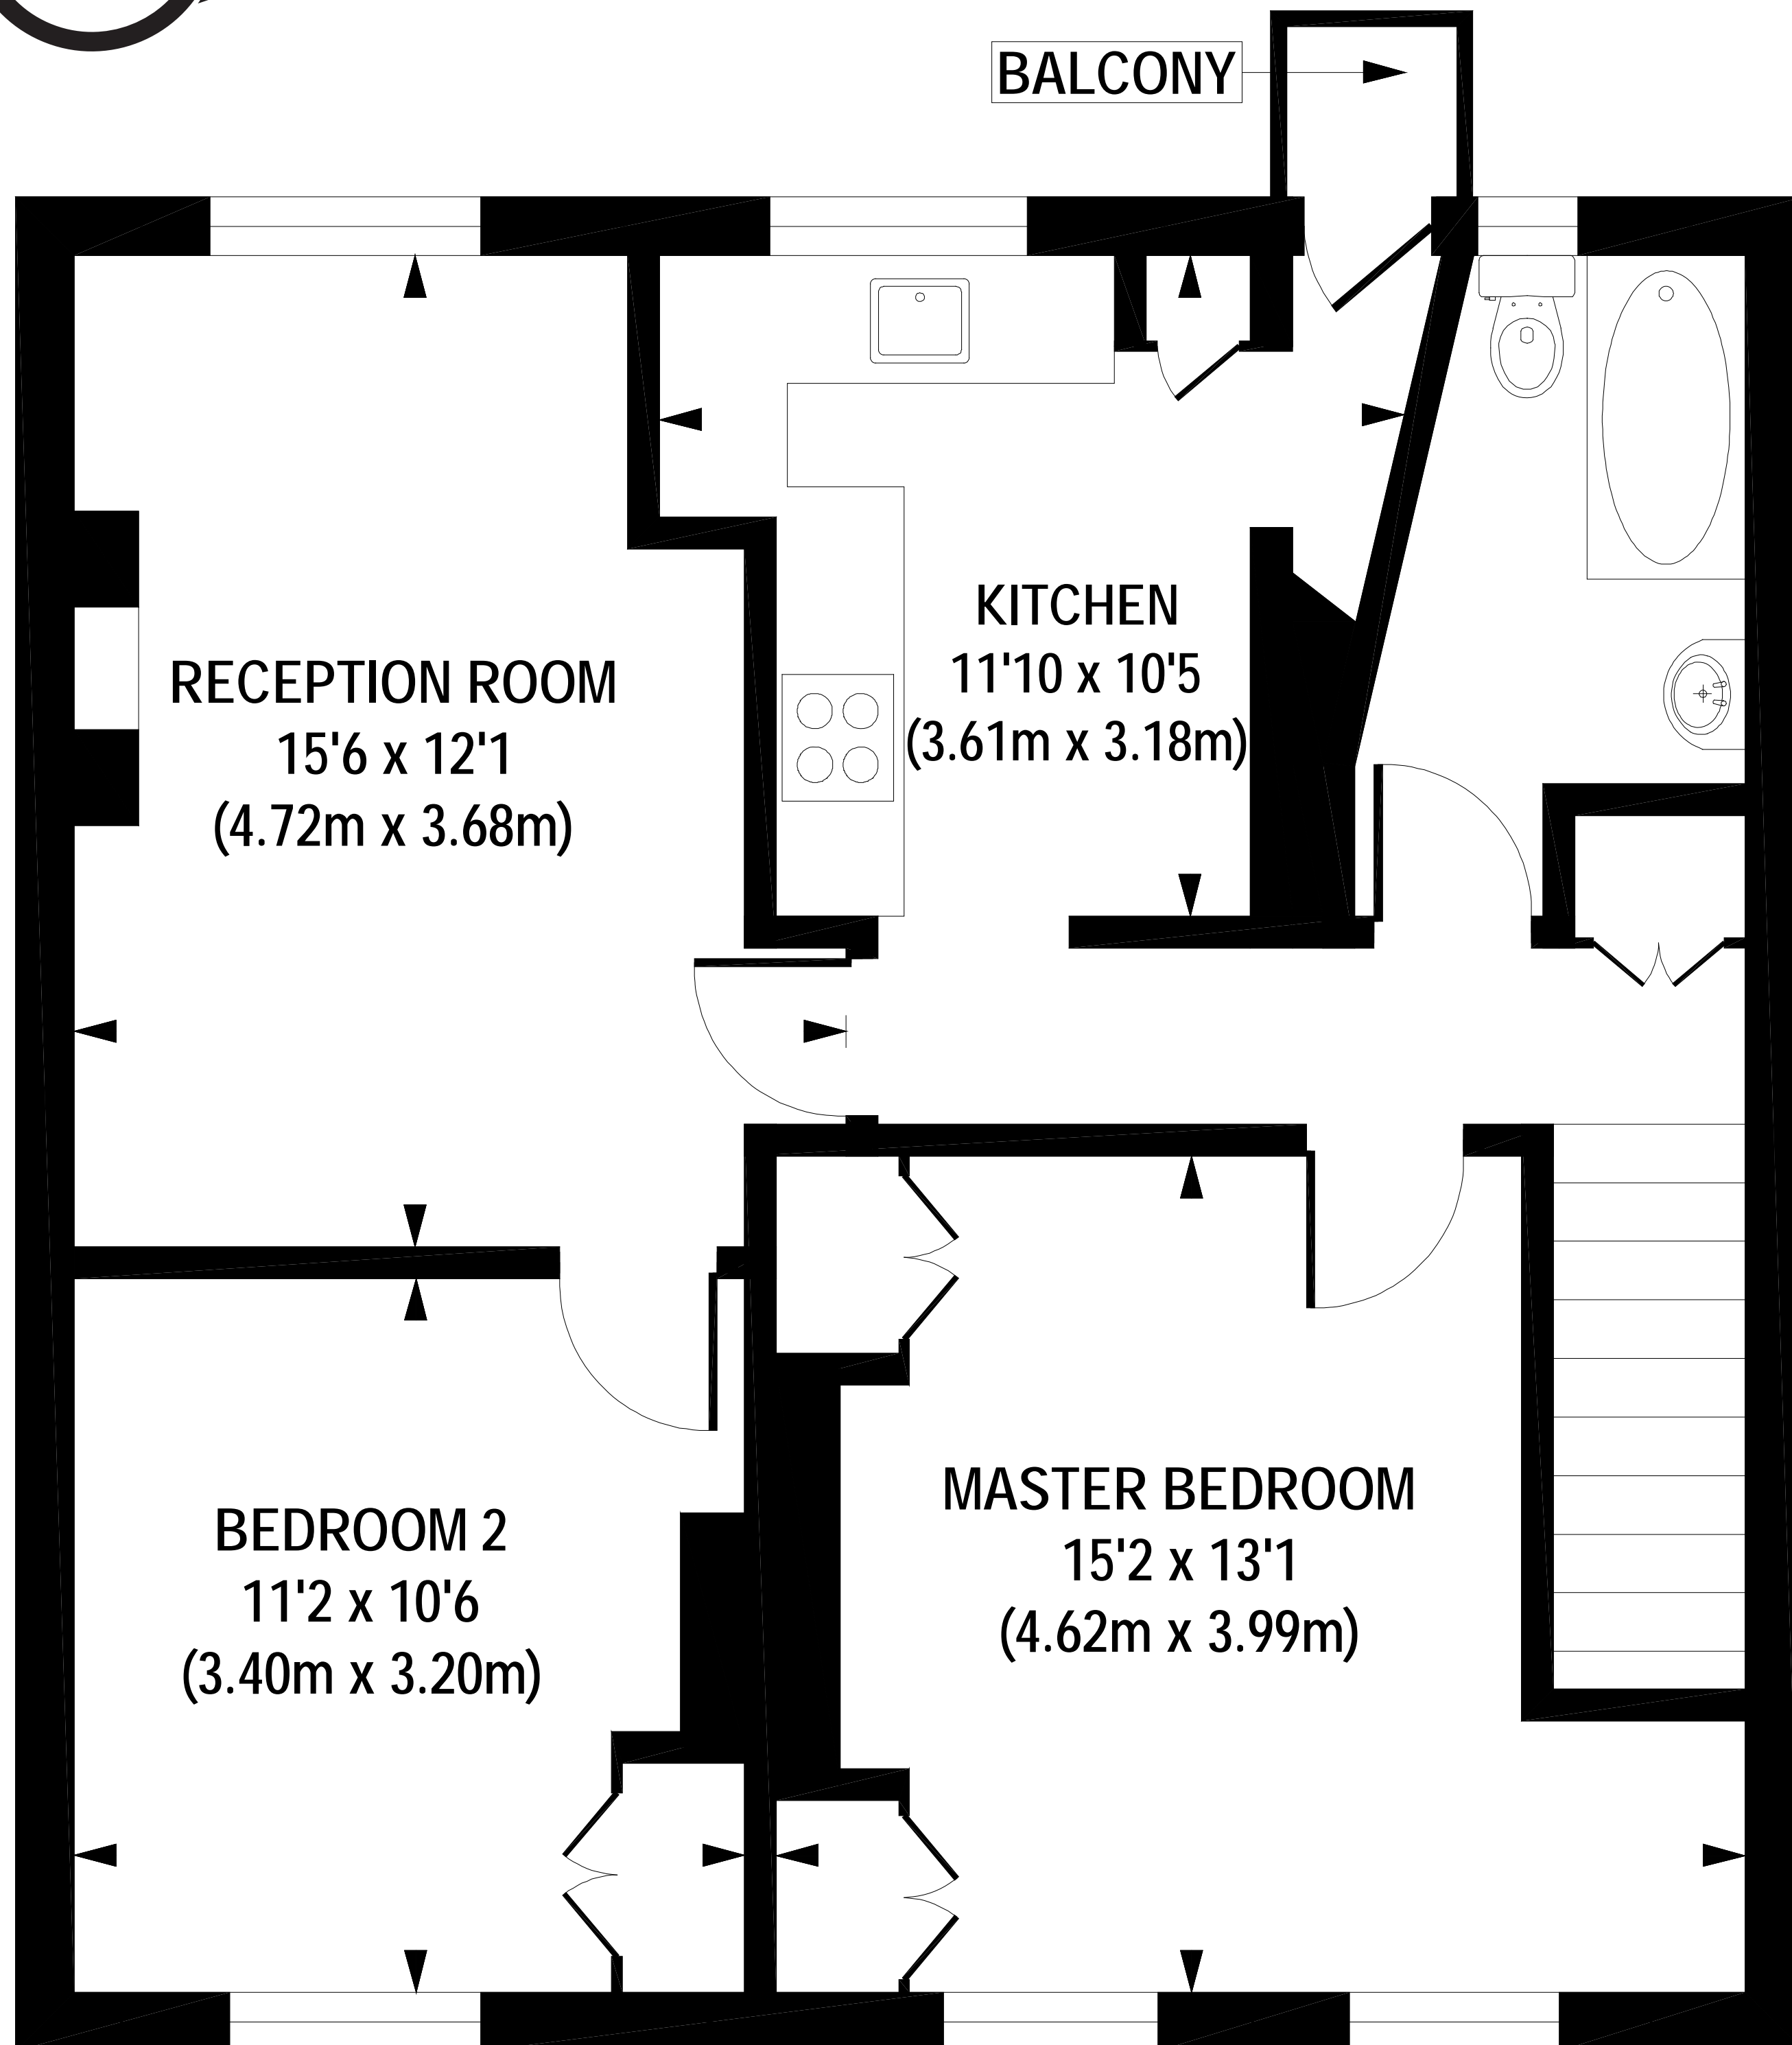 BALCONY
KITCHEN
11'10 x 10'5
(3.61m x 3.18m)
RECEPTION ROOM
15'6 x 12'1
(4.72m x 3.68m)
MASTER BEDROOM
15'2 x 13'1
(4.62m x 3.99m)
BEDROOM 2
11'2 x 10'6
(3.40m x 3.20m)